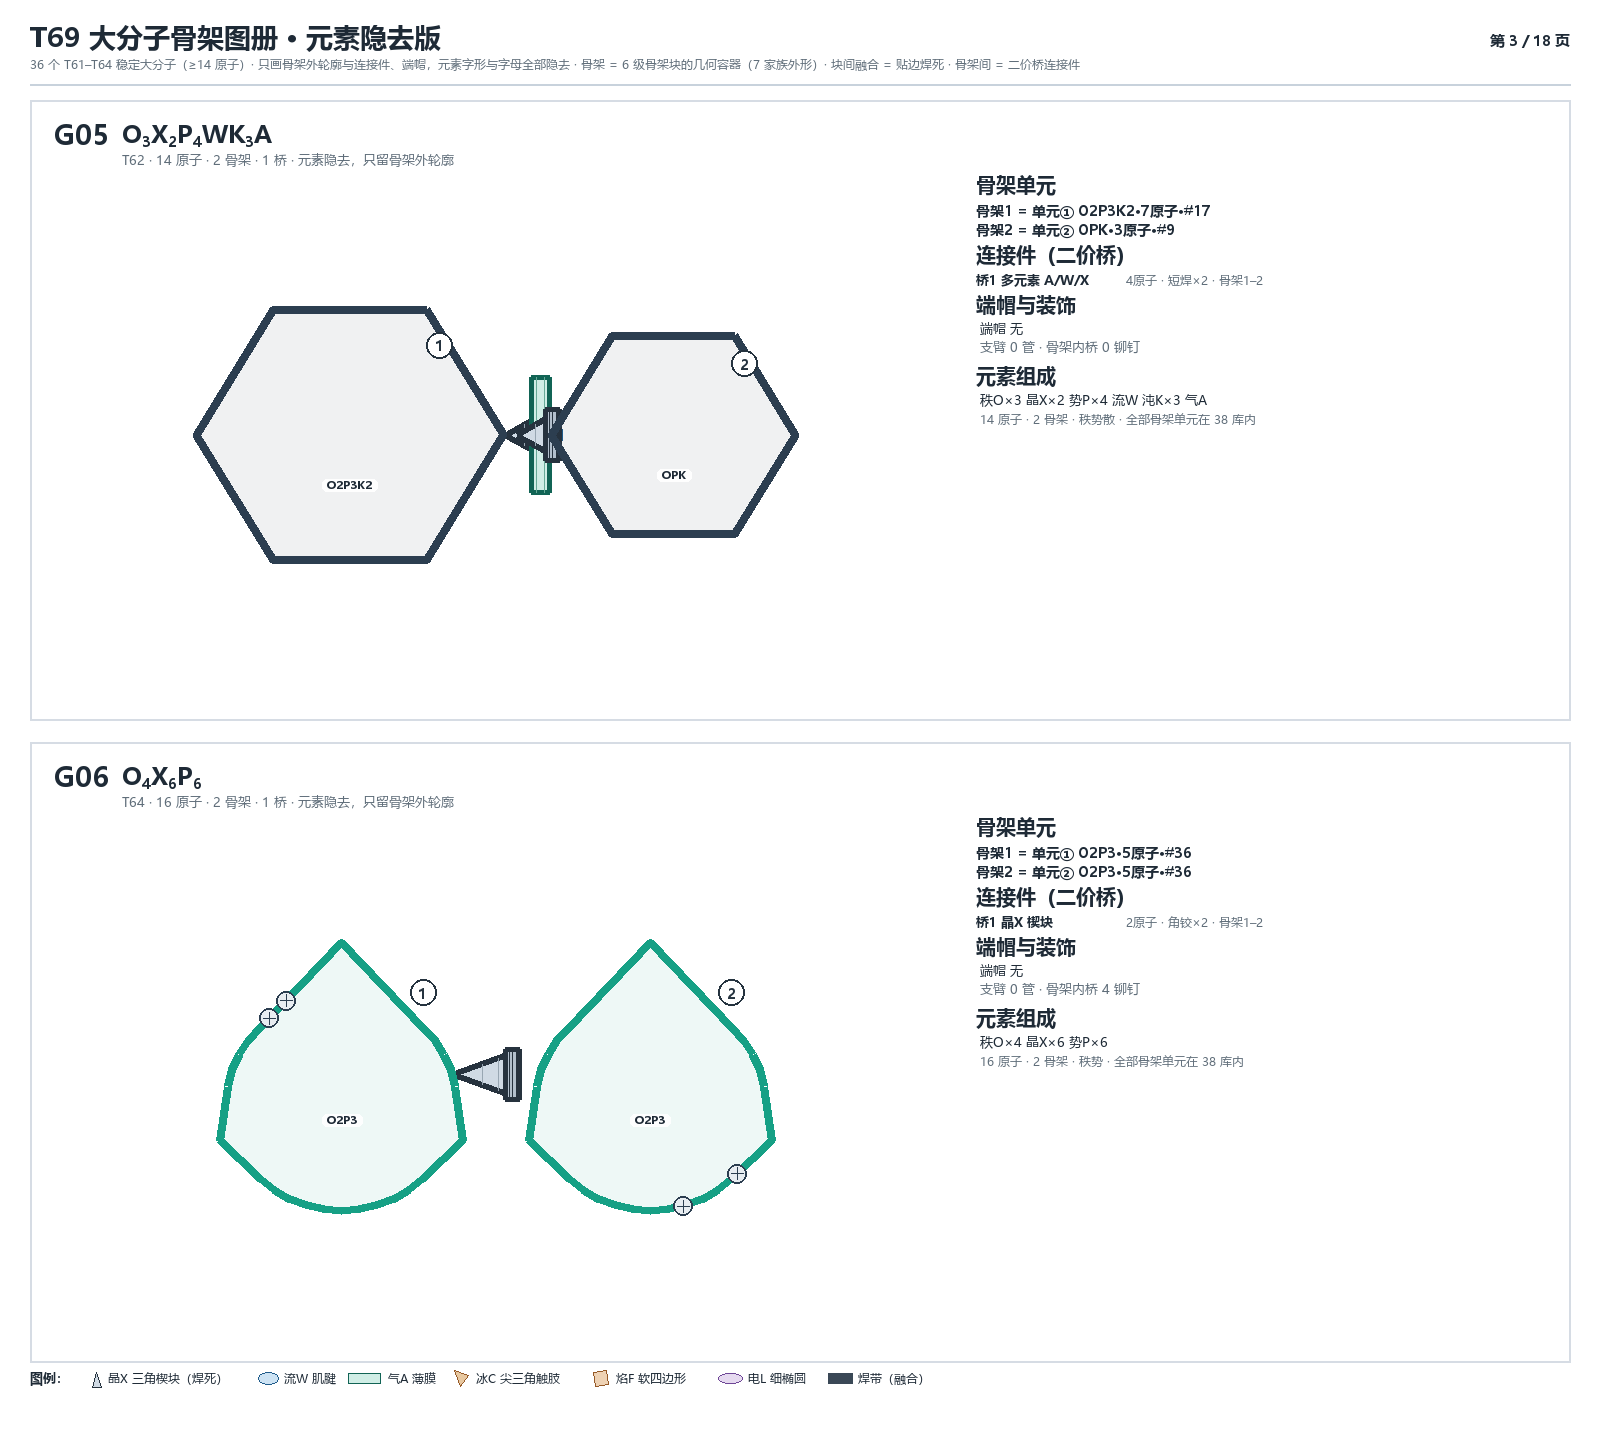 T69 大分子骨架图册 • 元素隐去版
第 3 / 18 页
36 个 T61–T64 稳定大分子（≥14 原子）· 只画骨架外轮廓与连接件、端帽，元素字形与字母全部隐去 · 骨架 = 6 级骨架块的几何容器（7 家族外形）· 块间融合 = 贴边焊死 · 骨架间 = 二价桥连接件
G05 O₃X₂P₄WK₃A
T62 · 14 原子 · 2 骨架 · 1 桥 · 元素隐去，只留骨架外轮廓
骨架单元
骨架1 = 单元① O2P3K2•7原子•#17
骨架2 = 单元② OPK•3原子•#9
连接件（二价桥）
桥1 多元素 A/W/X 4原子 · 短焊×2 · 骨架1–2
端帽与装饰
端帽 无
支臂 0 管 · 骨架内桥 0 铆钉
元素组成
秩O×3 晶X×2 势P×4 流W 沌K×3 气A
14 原子 · 2 骨架 · 秩势散 · 全部骨架单元在 38 库内
1
2
O2P3K2
OPK
G06 O₄X₆P₆
T64 · 16 原子 · 2 骨架 · 1 桥 · 元素隐去，只留骨架外轮廓
骨架单元
骨架1 = 单元① O2P3•5原子•#36
骨架2 = 单元② O2P3•5原子•#36
连接件（二价桥）
桥1 晶X 楔块 2原子 · 角铰×2 · 骨架1–2
端帽与装饰
端帽 无
支臂 0 管 · 骨架内桥 4 铆钉
元素组成
秩O×4 晶X×6 势P×6
16 原子 · 2 骨架 · 秩势 · 全部骨架单元在 38 库内
1
2
O2P3
O2P3
图例： 晶X 三角楔块（焊死） 流W 肌腱 气A 薄膜 冰C 尖三角触肢 焰F 软四边形 电L 细椭圆 焊带（融合）